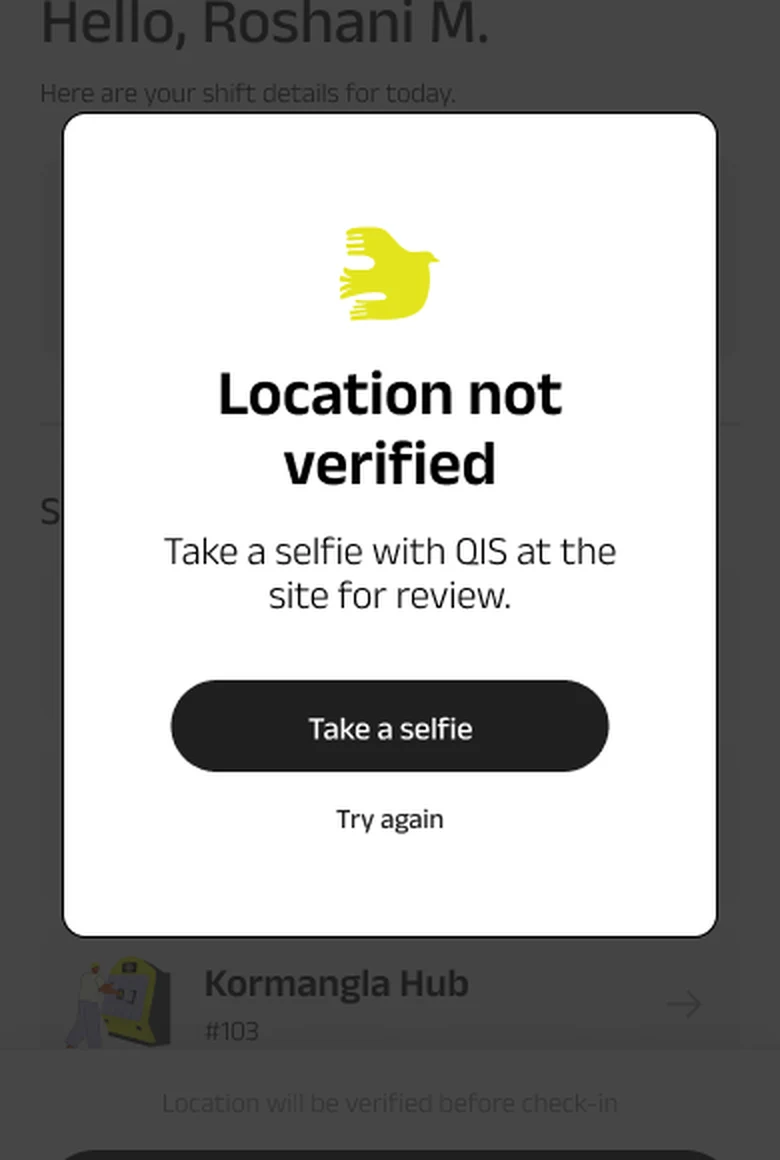 Hello, Roshani M.
Here are your shift details for today.
Location not
verified
S
Take a selfie with QIS at the
site for review.
Take a selfie
Try again
Kormangla Hub
#103
Location will be verified before check-in